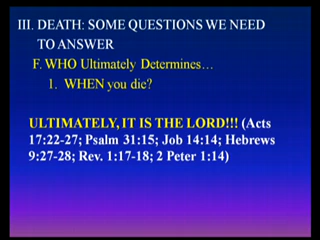 III. DEATH: SOME QUESTIONS WE NEED
TO ANSWER
F. WHO Ultimately Determines…
1. WHEN you die?
ULTIMATELY, IT IS THE LORD!!! (Acts
17:22-27; Psalm 31:15; Job 14:14; Hebrews
9:27-28; Rev. 1:17-18; 2 Peter 1:14)